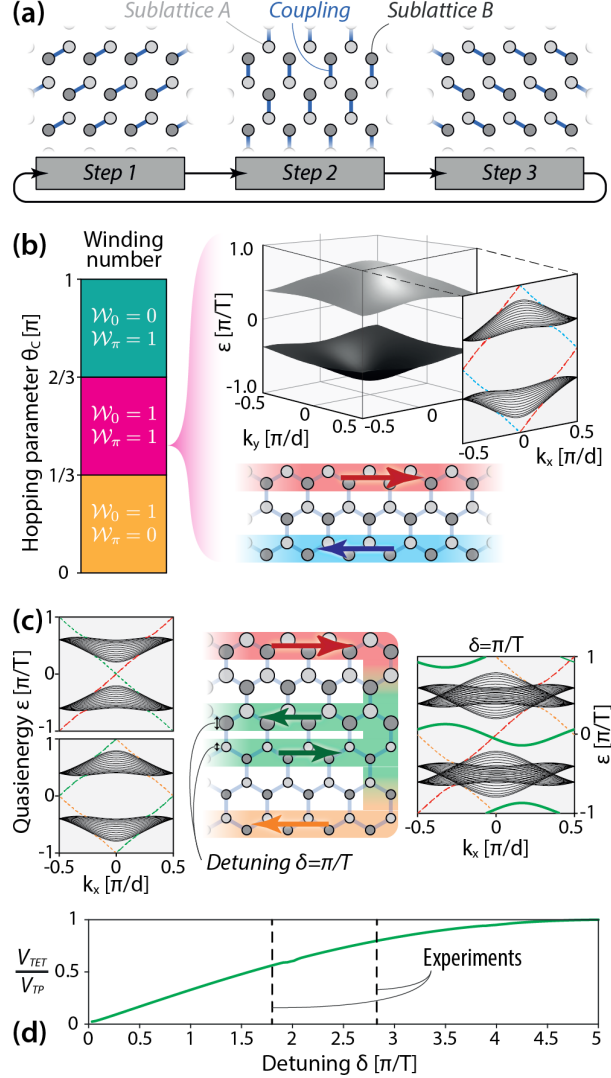 (a)
Sublattice A
Coupling
Sublattice B
Step 1
Step 2
Step 3
(b)
Winding
number
Hopping parameter θc [π]
1
2/3
1/3
0
𝒲₀ = 0
𝒲π = 1
𝒲₀ = 1
𝒲π = 1
𝒲₀ = 1
𝒲π = 0
ε [π/T]
1.0
0
-1.0
-0.5
0
0.5
ky [π/d]
-0.5
0
-0.5
0
0.5
kx [π/d]
(c)
Quasienergy ε [π/T]
1
0
-1
1
0
-1
-0.5
0
0.5
kx [π/d]
Detuning δ=π/T
δ=π/T
1
0
-1
ε [π/T]
-0.5
0
0.5
kx [π/d]
VTET
VTP
1
0.5
0
Experiments
0
0.5
1
1.5
2
2.5
3
3.5
4
4.5
5
(d)
Detuning δ [π/T]